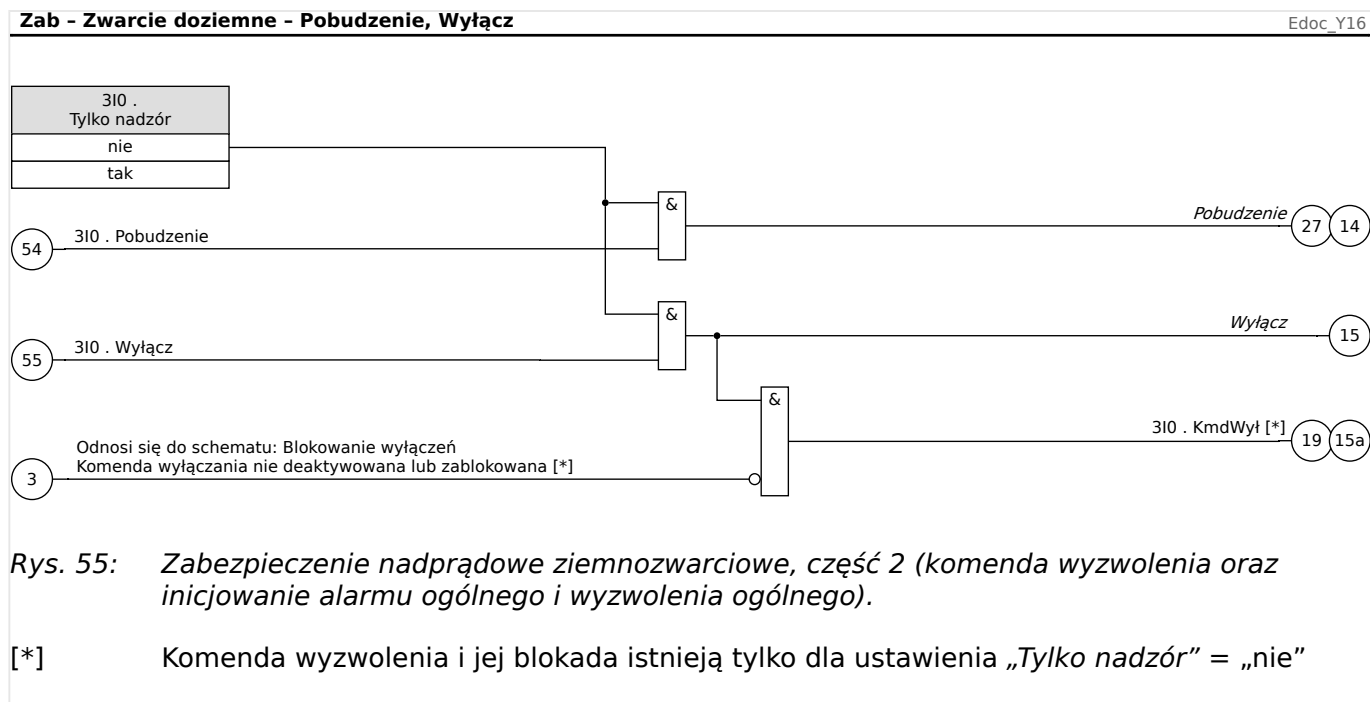 Zab – Zwarcie doziemne – Pobudzenie, Wyłącz
Edoc_Y16
3I0 .
Tylko nadzór
nie
tak
&
Pobudzenie
27
14
54
3I0 . Pobudzenie
&
Wyłącz
15
55
3I0 . Wyłącz
&
3I0 . KmdWył [*]
19
15a
Odnosi się do schematu: Blokowanie wyłączeń
Komenda wyłączania nie deaktywowana lub zablokowana [*]
3
Rys. 55: Zabezpieczenie nadprądowe ziemnozwarciowe, część 2 (komenda wyzwolenia oraz
inicjowanie alarmu ogólnego i wyzwolenia ogólnego).
[*] Komenda wyzwolenia i jej blokada istnieją tylko dla ustawienia „Tylko nadzór” = „nie”